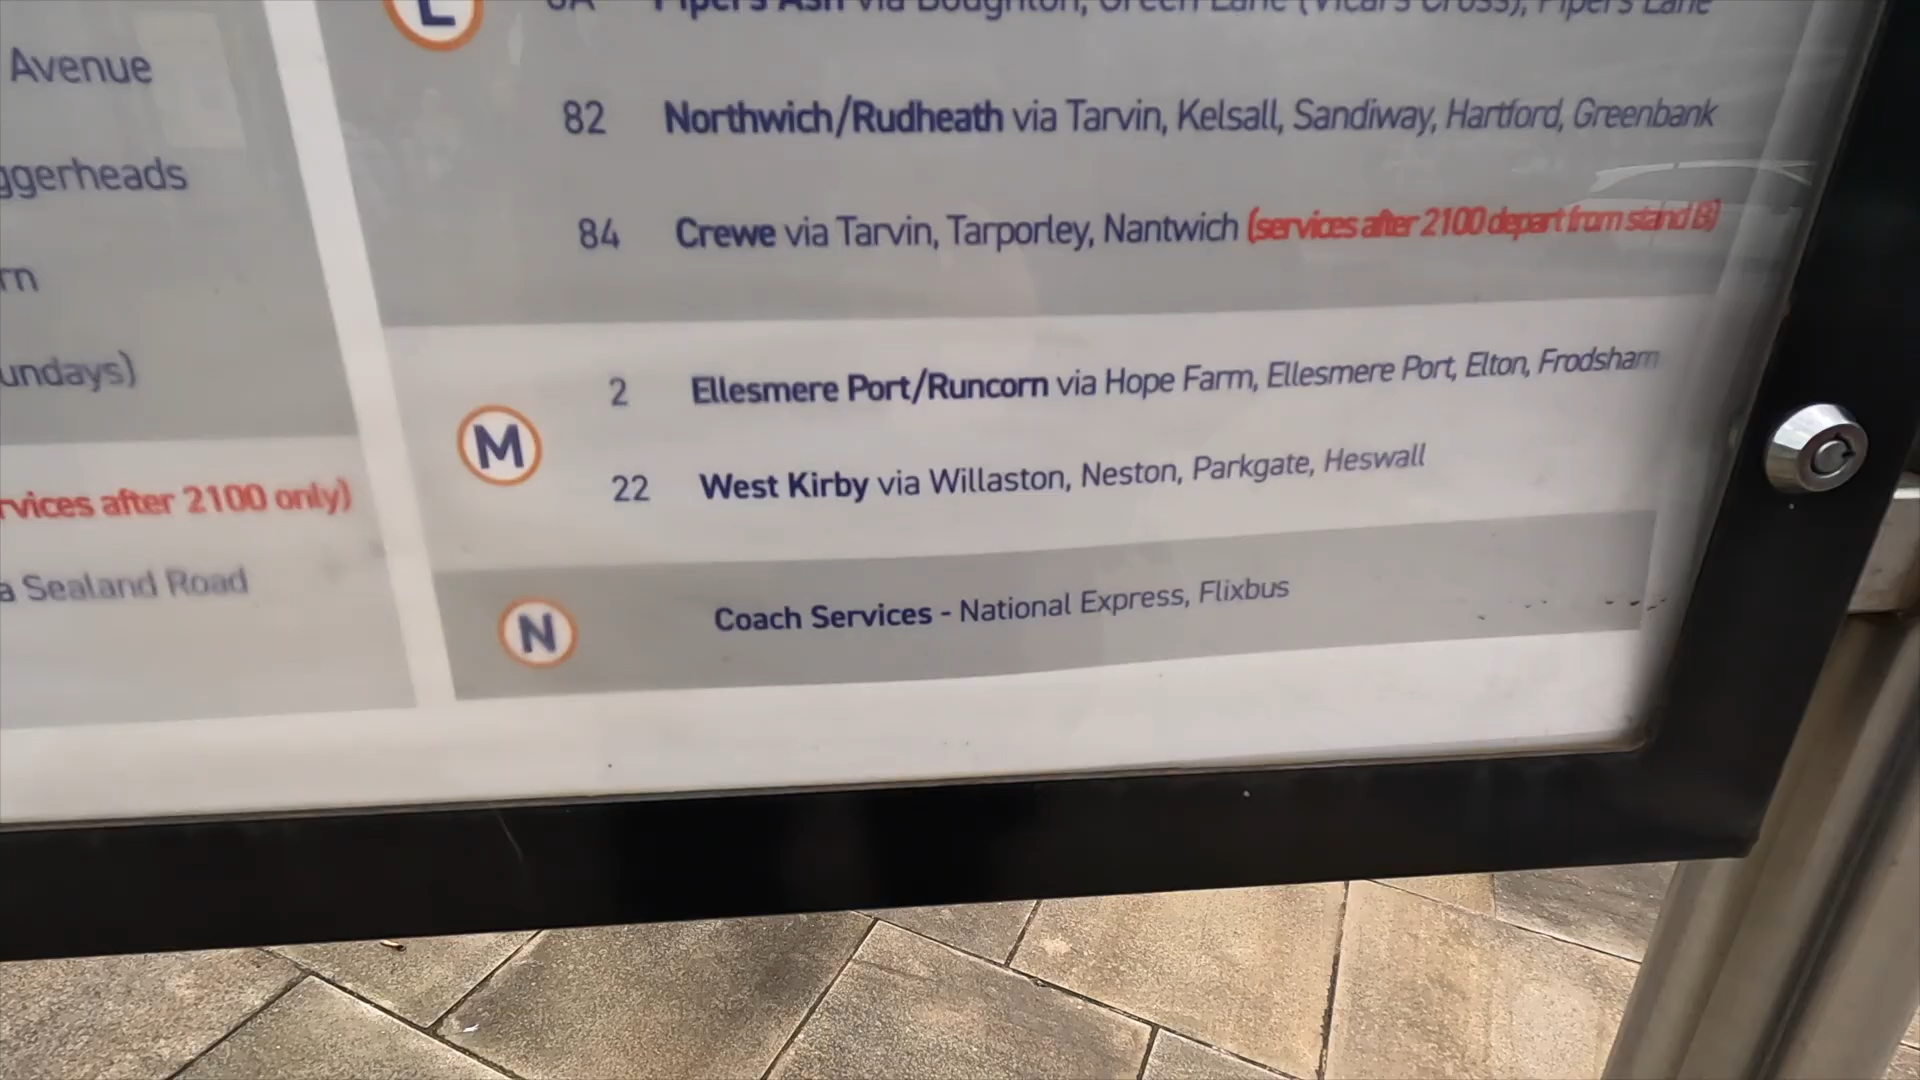 Avenue
ggerheads
rn
undays)
rvices after 2100 only)
a Sealand Road
L
Pipers Ash via Boughton, Green Lane (Vicars Cross), Pipers Lane
82 Northwich/Rudheath via Tarvin, Kelsall, Sandiway, Hartford, Greenbank
84 Crewe via Tarvin, Tarporley, Nantwich (services after 2100 depart from stand B)
M
2 Ellesmere Port/Runcorn via Hope Farm, Ellesmere Port, Elton, Frodsham
22 West Kirby via Willaston, Neston, Parkgate, Heswall
N
Coach Services - National Express, Flixbus